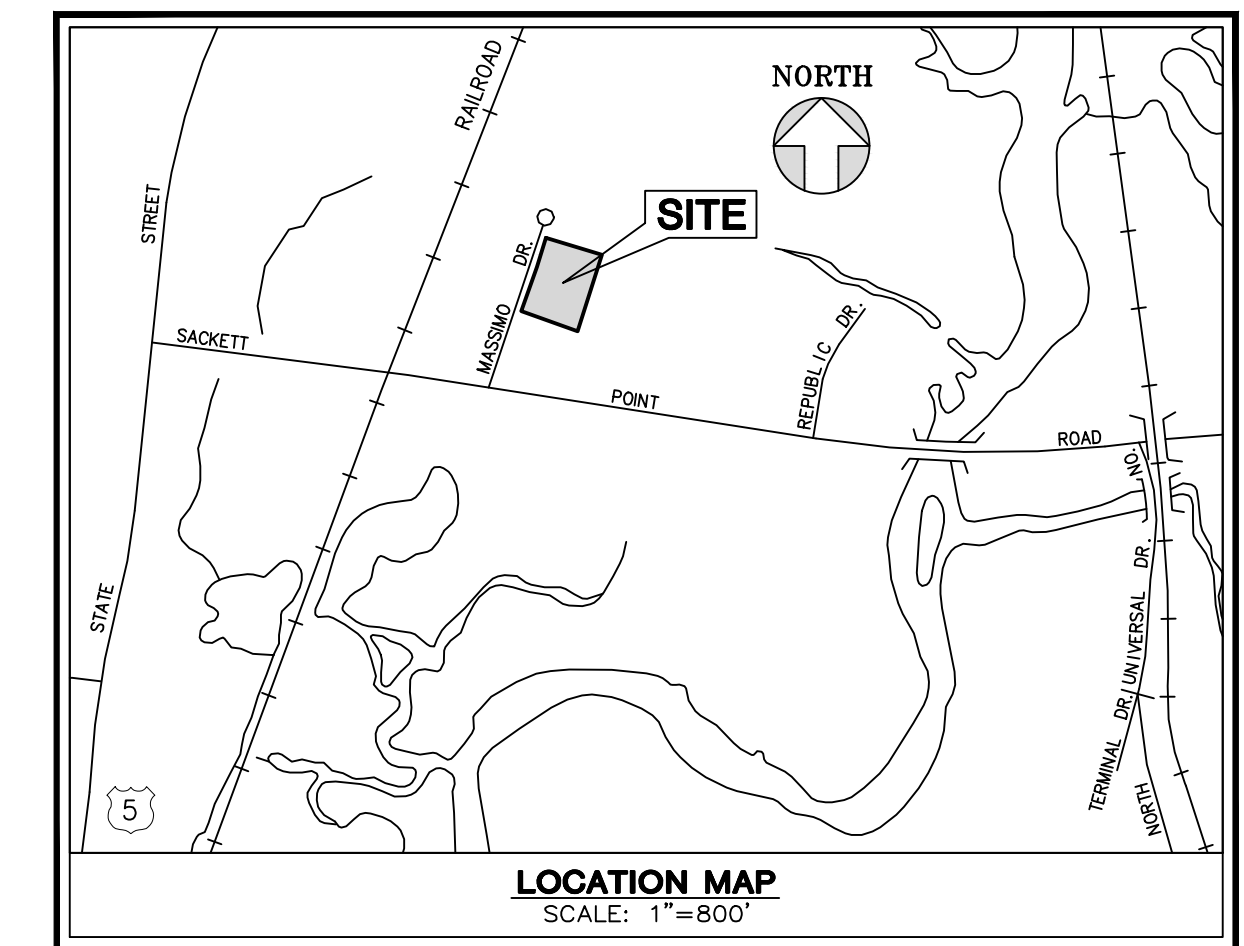 RAILROAD
NORTH
STREET
SITE
DR.
MASSIMO
SACKETT
REPUBLIC DR.
POINT
ROAD
NO.
STATE
UNIVERSAL DR.
TERMINAL DR.
NORTH
5
LOCATION MAP
SCALE: 1"=800'